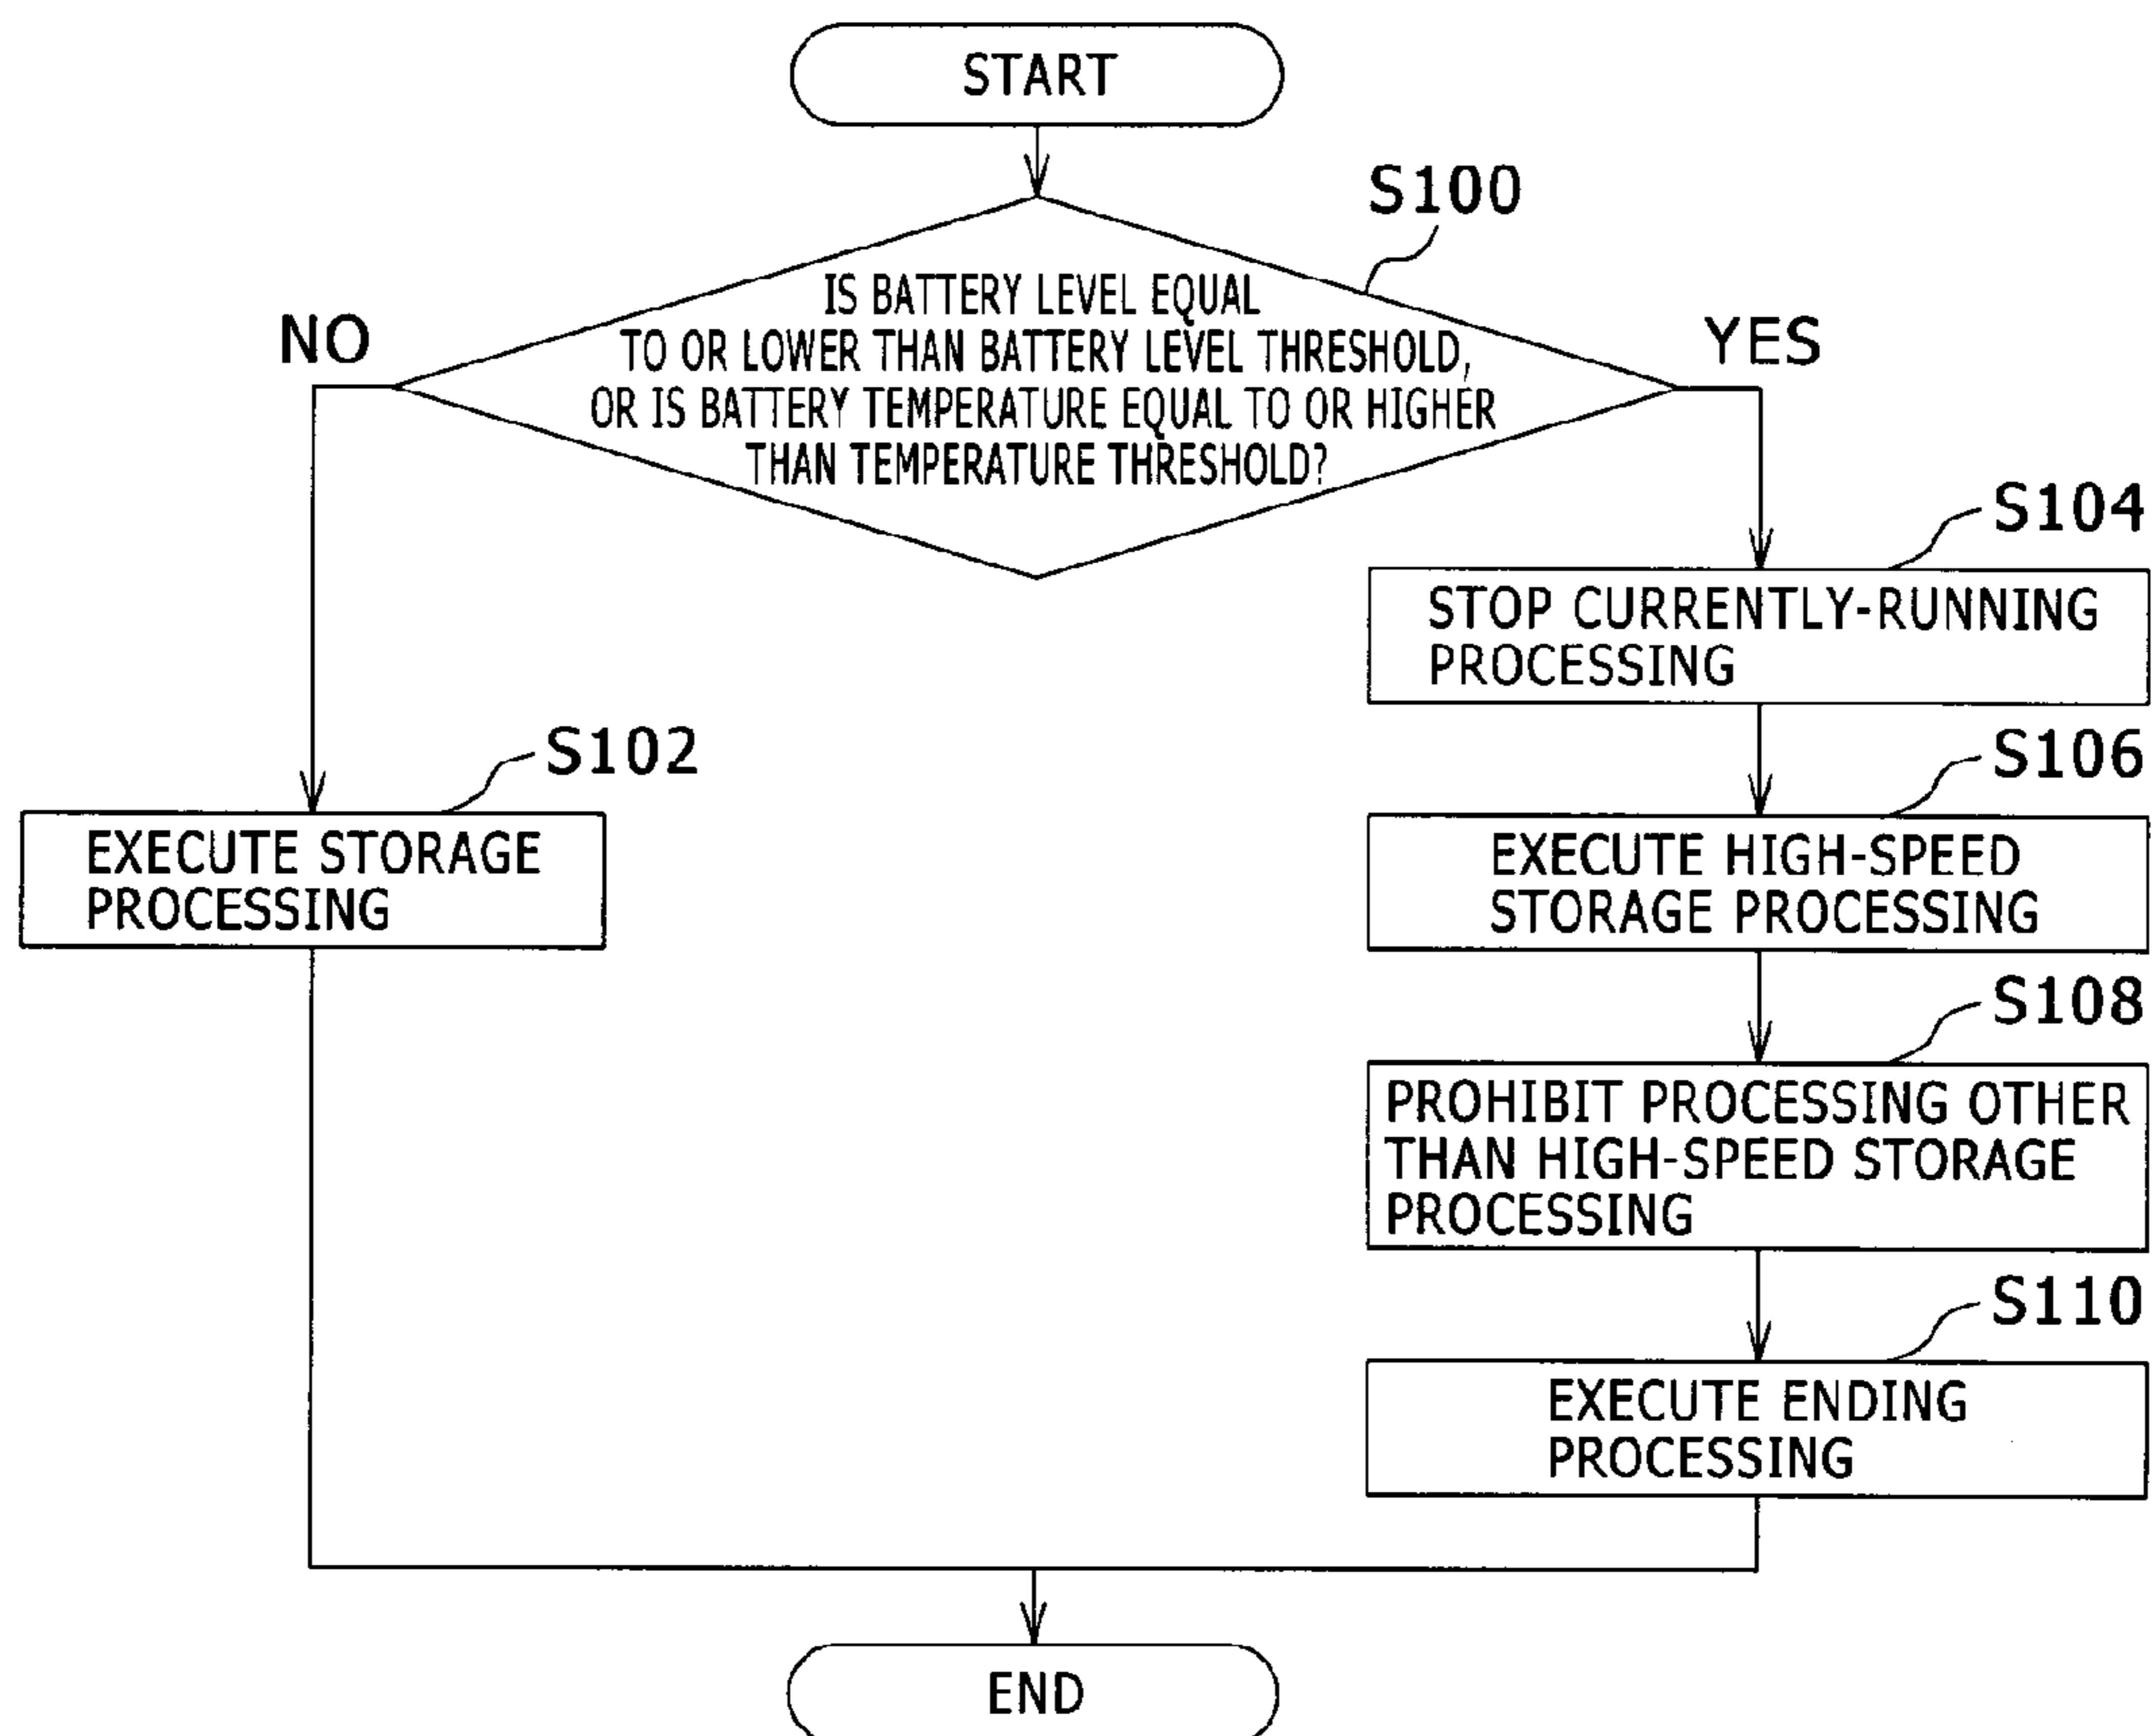 START
S100
IS BATTERY LEVEL EQUAL
TO OR LOWER THAN BATTERY LEVEL THRESHOLD,
OR IS BATTERY TEMPERATURE EQUAL TO OR HIGHER
THAN TEMPERATURE THRESHOLD?
NO
YES
S104
STOP CURRENTLY-RUNNING
PROCESSING
S102
EXECUTE STORAGE
PROCESSING
S106
EXECUTE HIGH-SPEED
STORAGE PROCESSING
S108
PROHIBIT PROCESSING OTHER
THAN HIGH-SPEED STORAGE
PROCESSING
S110
EXECUTE ENDING
PROCESSING
END